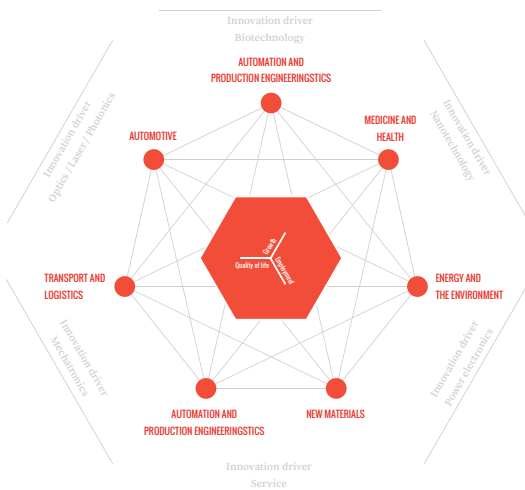 Innovation driver
Biotechnology
AUTOMATION AND
PRODUCTION ENGINEERINGSTICS
MEDICINE AND
HEALTH
AUTOMOTIVE
Innovation driver
Optics / Laser / Photonics
Innovation driver
Nanotechnology
Growth
Quality of life
Employment
TRANSPORT AND
LOGISTICS
ENERGY AND
THE ENVIRONMENT
Innovation driver
Mechatronics
Innovation driver
Power electronics
AUTOMATION AND
PRODUCTION ENGINEERINGSTICS
NEW MATERIALS
Innovation driver
Service